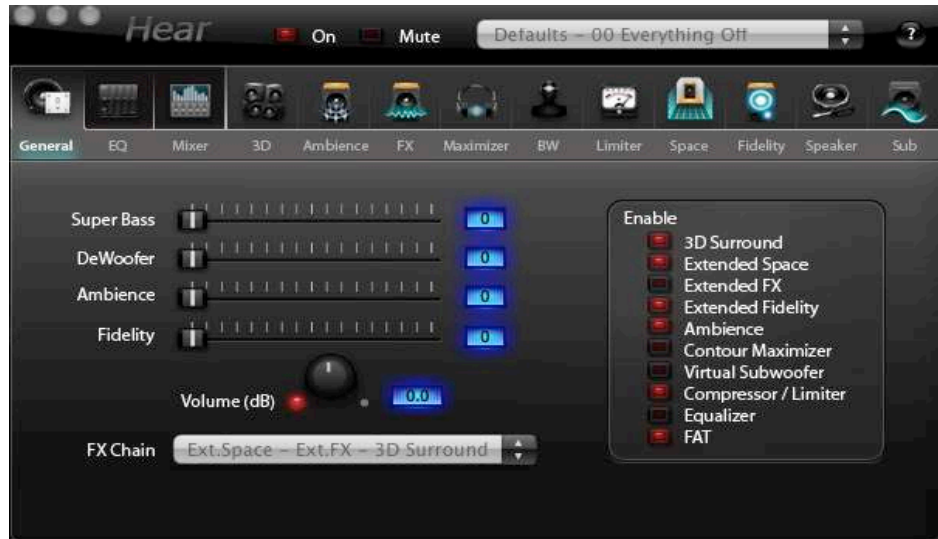 Hear
On
Mute
Defaults - 00 Everything Off
?
General EQ Mixer 3D Ambience FX Maximizer BW Limiter Space Fidelity Speaker Sub
Super Bass 0
DeWoofer 0
Ambience 0
Fidelity 0
Volume (dB) 0.0
FX Chain Ext.Space - Ext.FX - 3D Surround
Enable
3D Surround
Extended Space
Extended FX
Extended Fidelity
Ambience
Contour Maximizer
Virtual Subwoofer
Compressor / Limiter
Equalizer
FAT